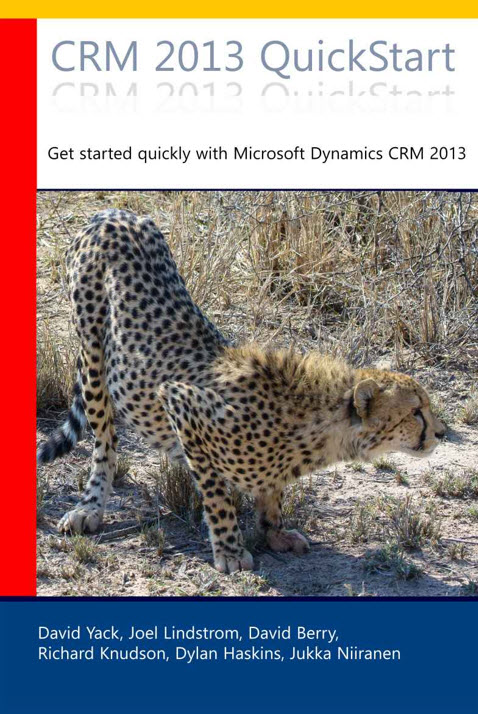 CRM 2013 QuickStart
Get started quickly with Microsoft Dynamics CRM 2013
David Yack, Joel Lindstrom, David Berry,
Richard Knudson, Dylan Haskins, Jukka Niiranen